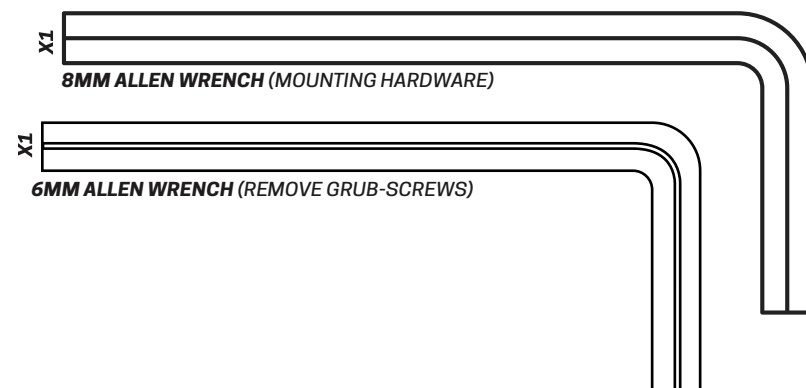 X1
8MM ALLEN WRENCH (MOUNTING HARDWARE)
X1
6MM ALLEN WRENCH (REMOVE GRUB-SCREWS)